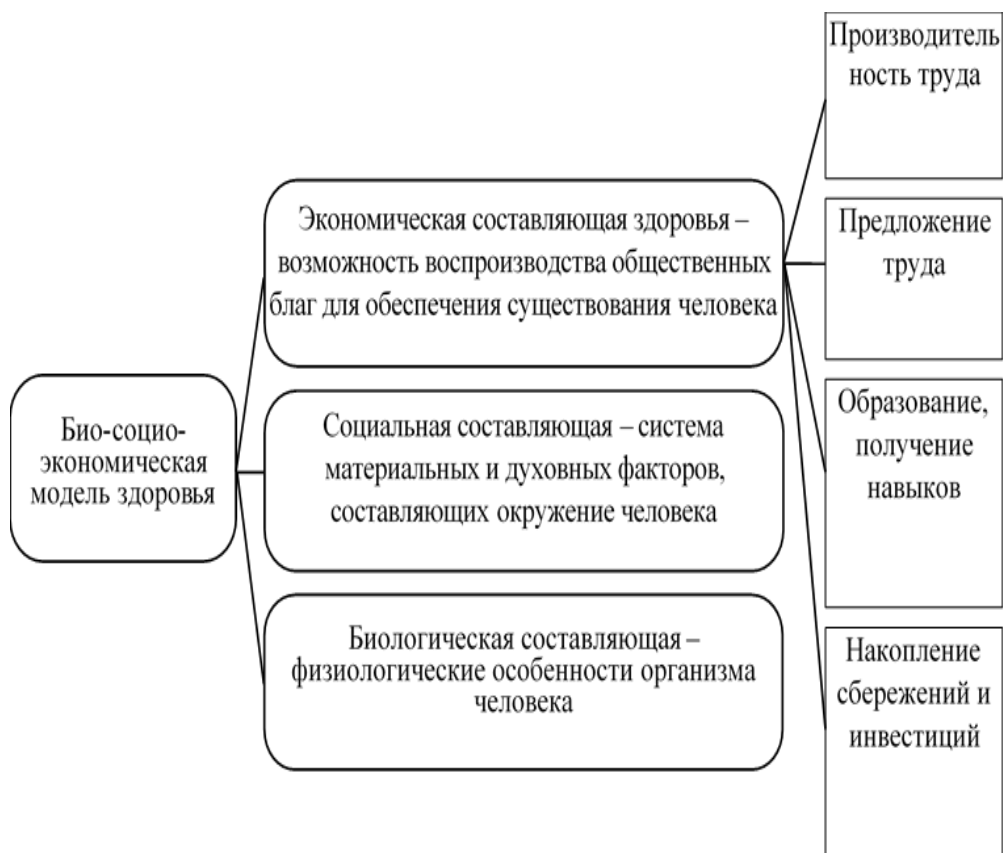 Био-социо-
экономическая
модель здоровья
Экономическая составляющая здоровья –
возможность воспроизводства общественных
благ для обеспечения существования человека
Социальная составляющая – система
материальных и духовных факторов,
составляющих окружение человека
Биологическая составляющая –
физиологические особенности организма
человека
Производитель
ность труда
Предложение
труда
Образование,
получение
навыков
Накопление
сбережений и
инвестиций